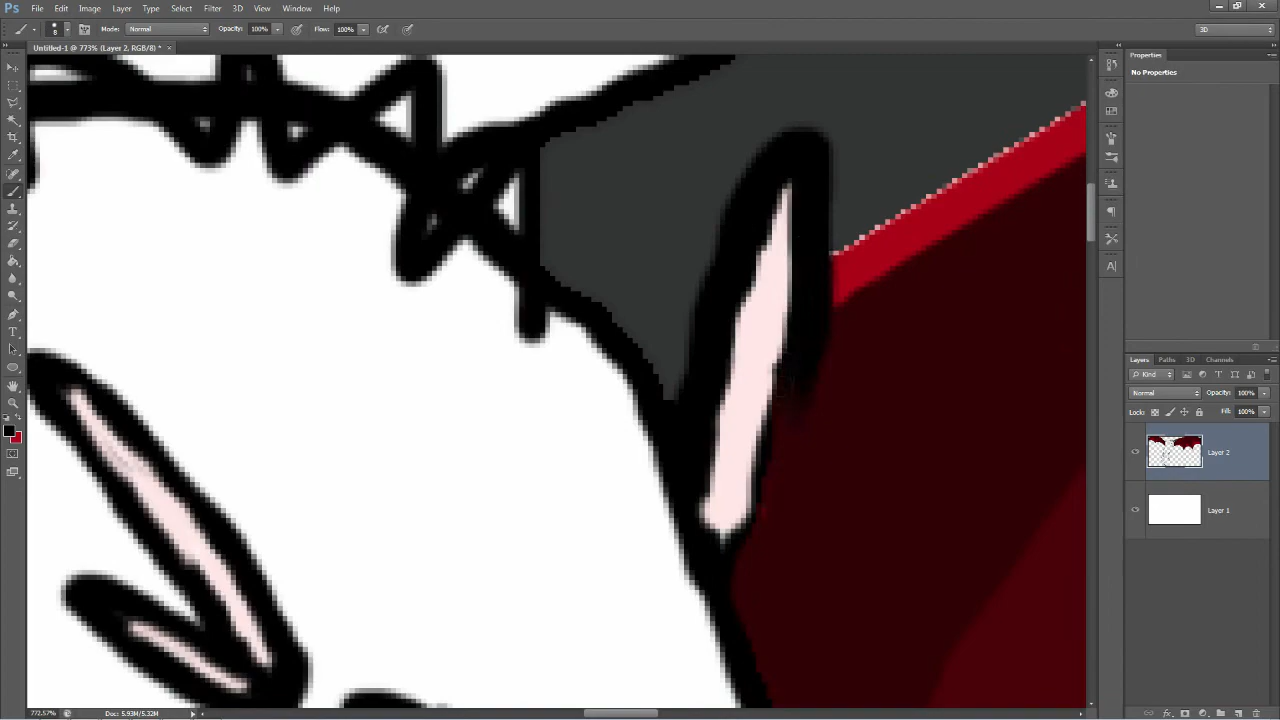 Ps File Edit Image Layer Type Select Filter 3D View Window Help
8 Mode: Normal Opacity: 100% Flow: 100% 3D
Untitled-1 @ 773% (Layer 2, RGB/8) * ×
Properties
No Properties
Layers Paths 3D Channels
Kind
Normal Opacity: 100%
Lock: Fill: 100%
Layer 2
Layer 1
772.57% Doc: 5.93M/5.32M